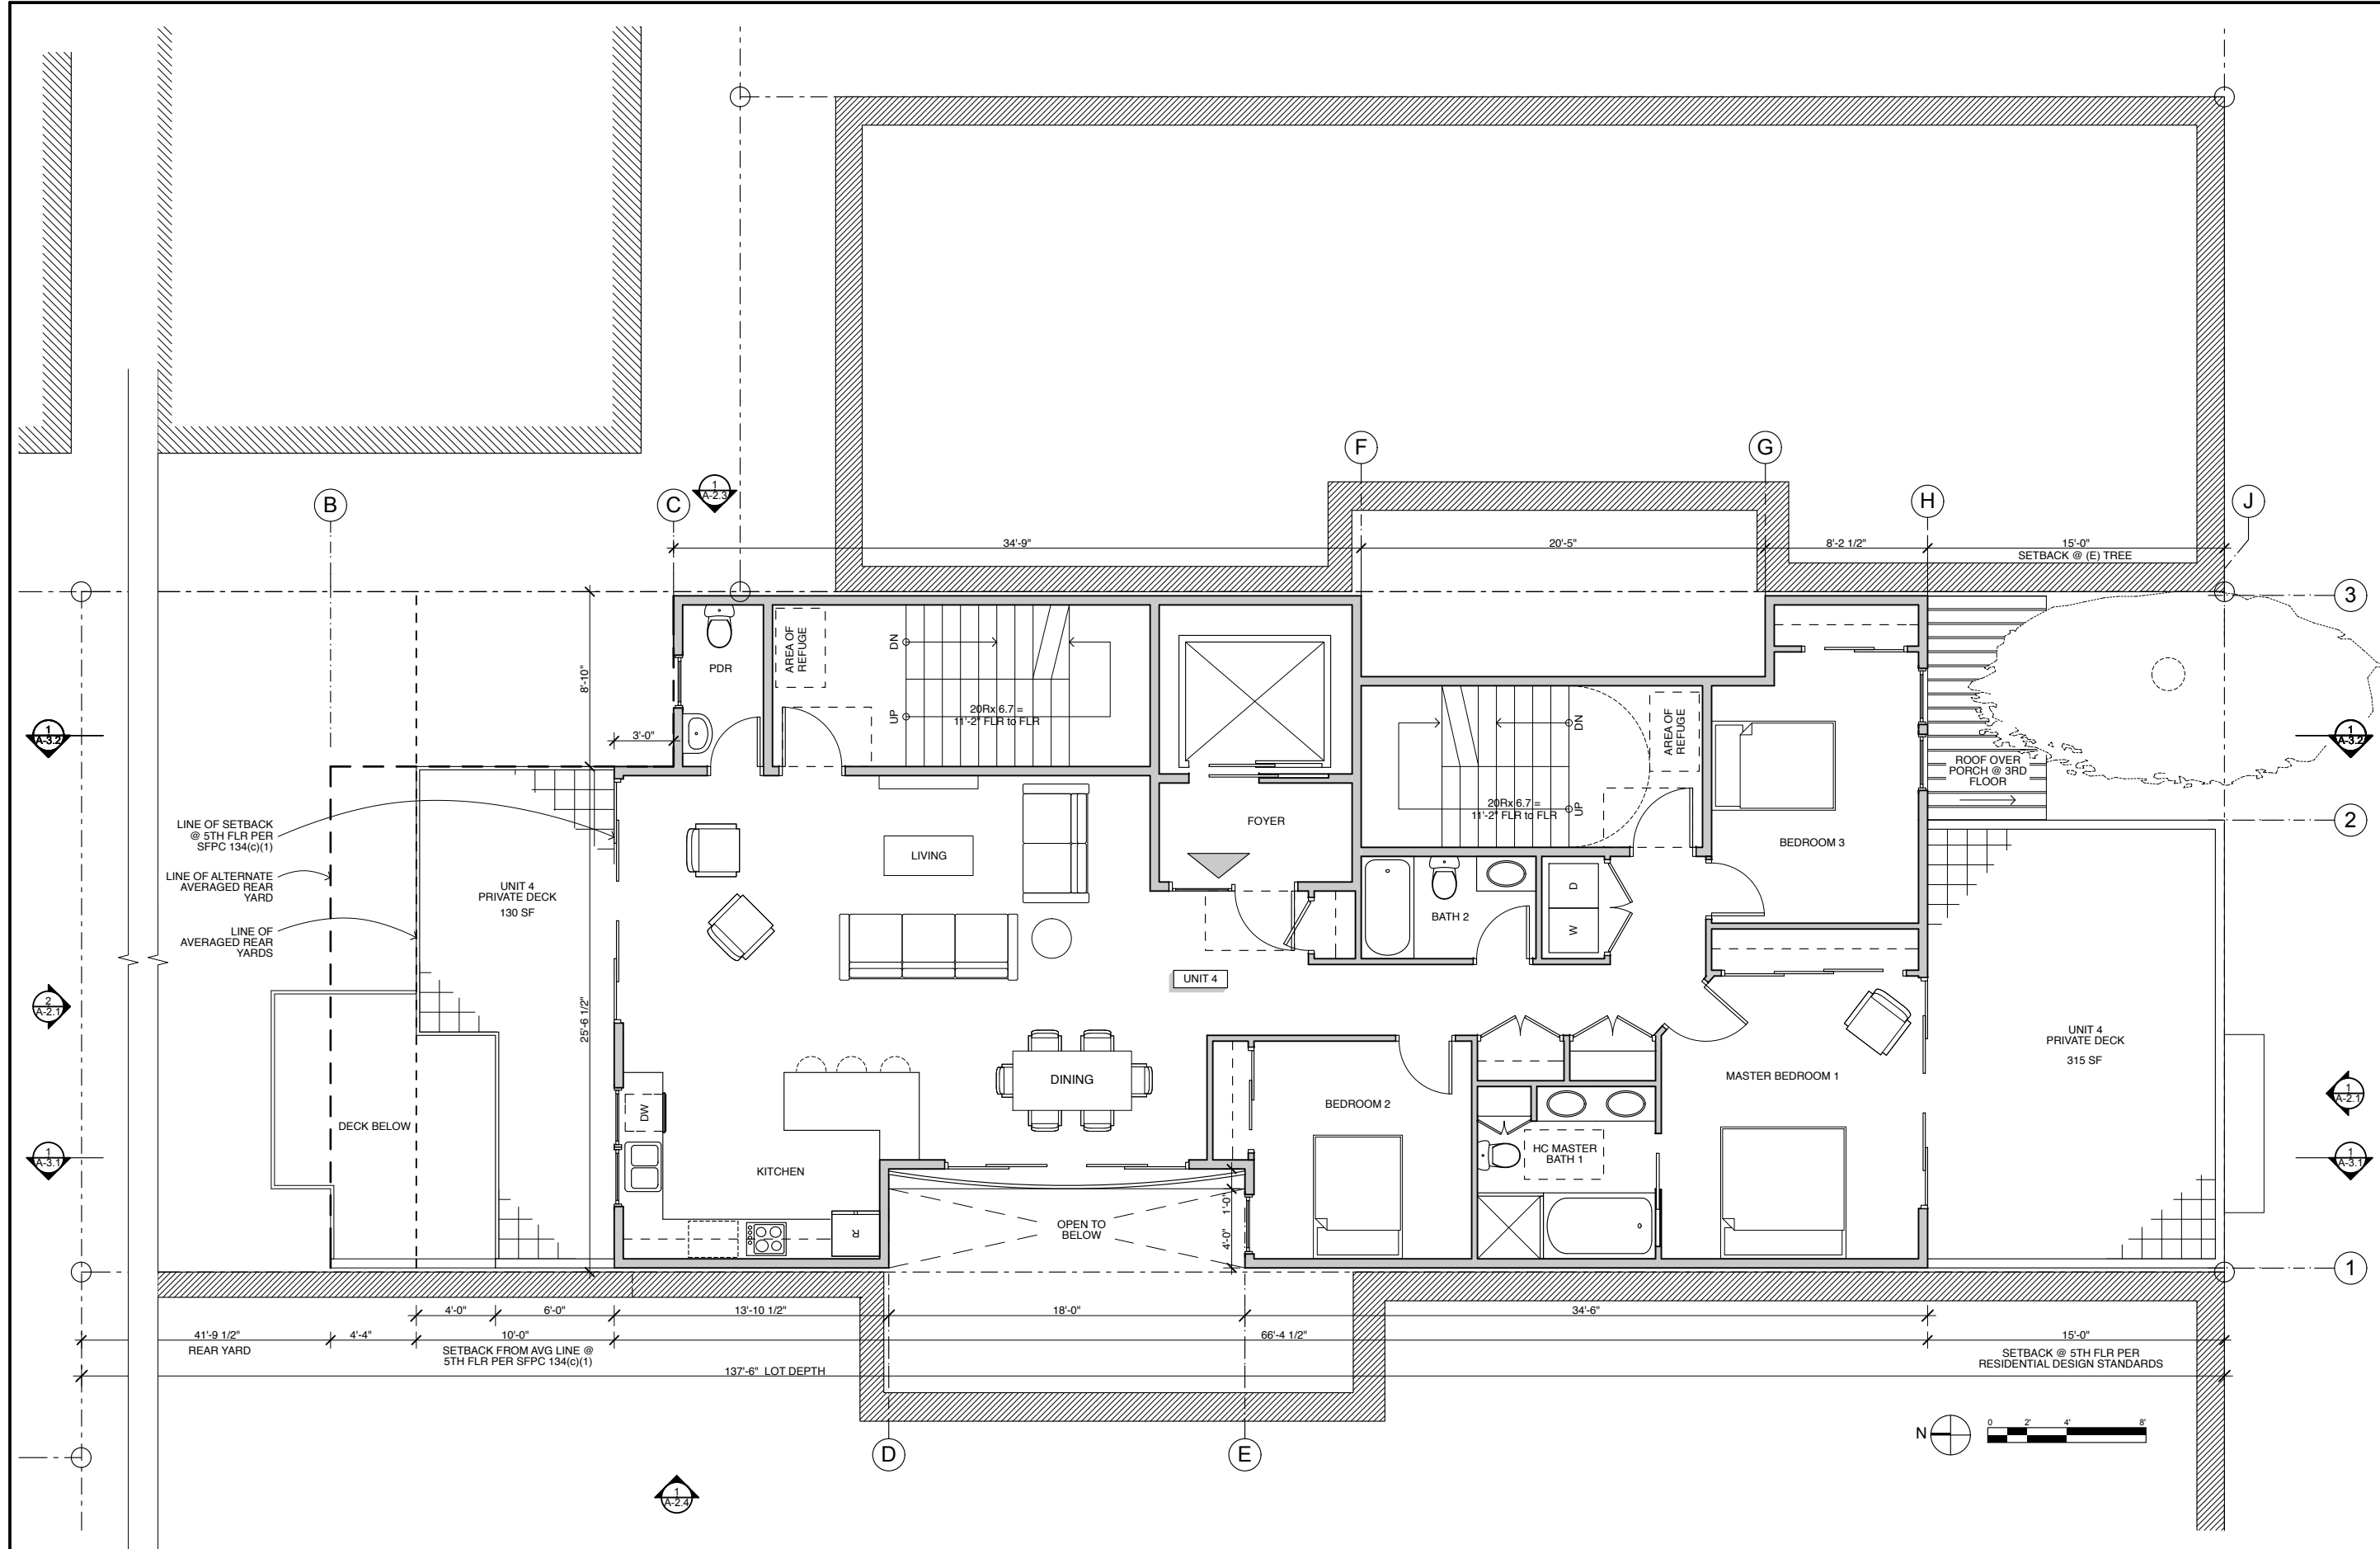 F
G
B
C
1
A-2.3
H
J
34'-9"
20'-5"
8'-2 1/2"
15'-0"
SETBACK @ (E) TREE
3
8'-10"
PDR
AREA OF
REFUGE
DN
UP
20Rx 6.7 =
11'-2" FLR to FLR
3'-0"
1
A-3.2
DN
UP
20Rx 6.7 =
11'-2" FLR to FLR
AREA OF
REFUGE
1
A-3.2
ROOF OVER
PORCH @ 3RD
FLOOR
2
LINE OF SETBACK
@ 5TH FLR PER
SFPC 134(c)(1)
LINE OF ALTERNATE
AVERAGED REAR
YARD
LINE OF
AVERAGED REAR
YARDS
UNIT 4
PRIVATE DECK
130 SF
LIVING
FOYER
BEDROOM 3
BATH 2
D
W
UNIT 4
2
A-2.1
25'-6 1/2"
UNIT 4
PRIVATE DECK
315 SF
DINING
MASTER BEDROOM 1
BEDROOM 2
1
A-2.1
DW
DECK BELOW
1
A-3.1
KITCHEN
HC MASTER
BATH 1
1
A-3.1
R
OPEN TO
BELOW
1'-0"
4'-0"
1
4'-0"
6'-0"
13'-10 1/2"
18'-0"
34'-6"
41'-9 1/2"
REAR YARD
4'-4"
10'-0"
SETBACK FROM AVG LINE @
5TH FLR PER SFPC 134(c)(1)
66'-4 1/2"
15'-0"
SETBACK @ 5TH FLR PER
RESIDENTIAL DESIGN STANDARDS
137'-6" LOT DEPTH
D
E
N
0 2' 4' 8'
1
A-2.4